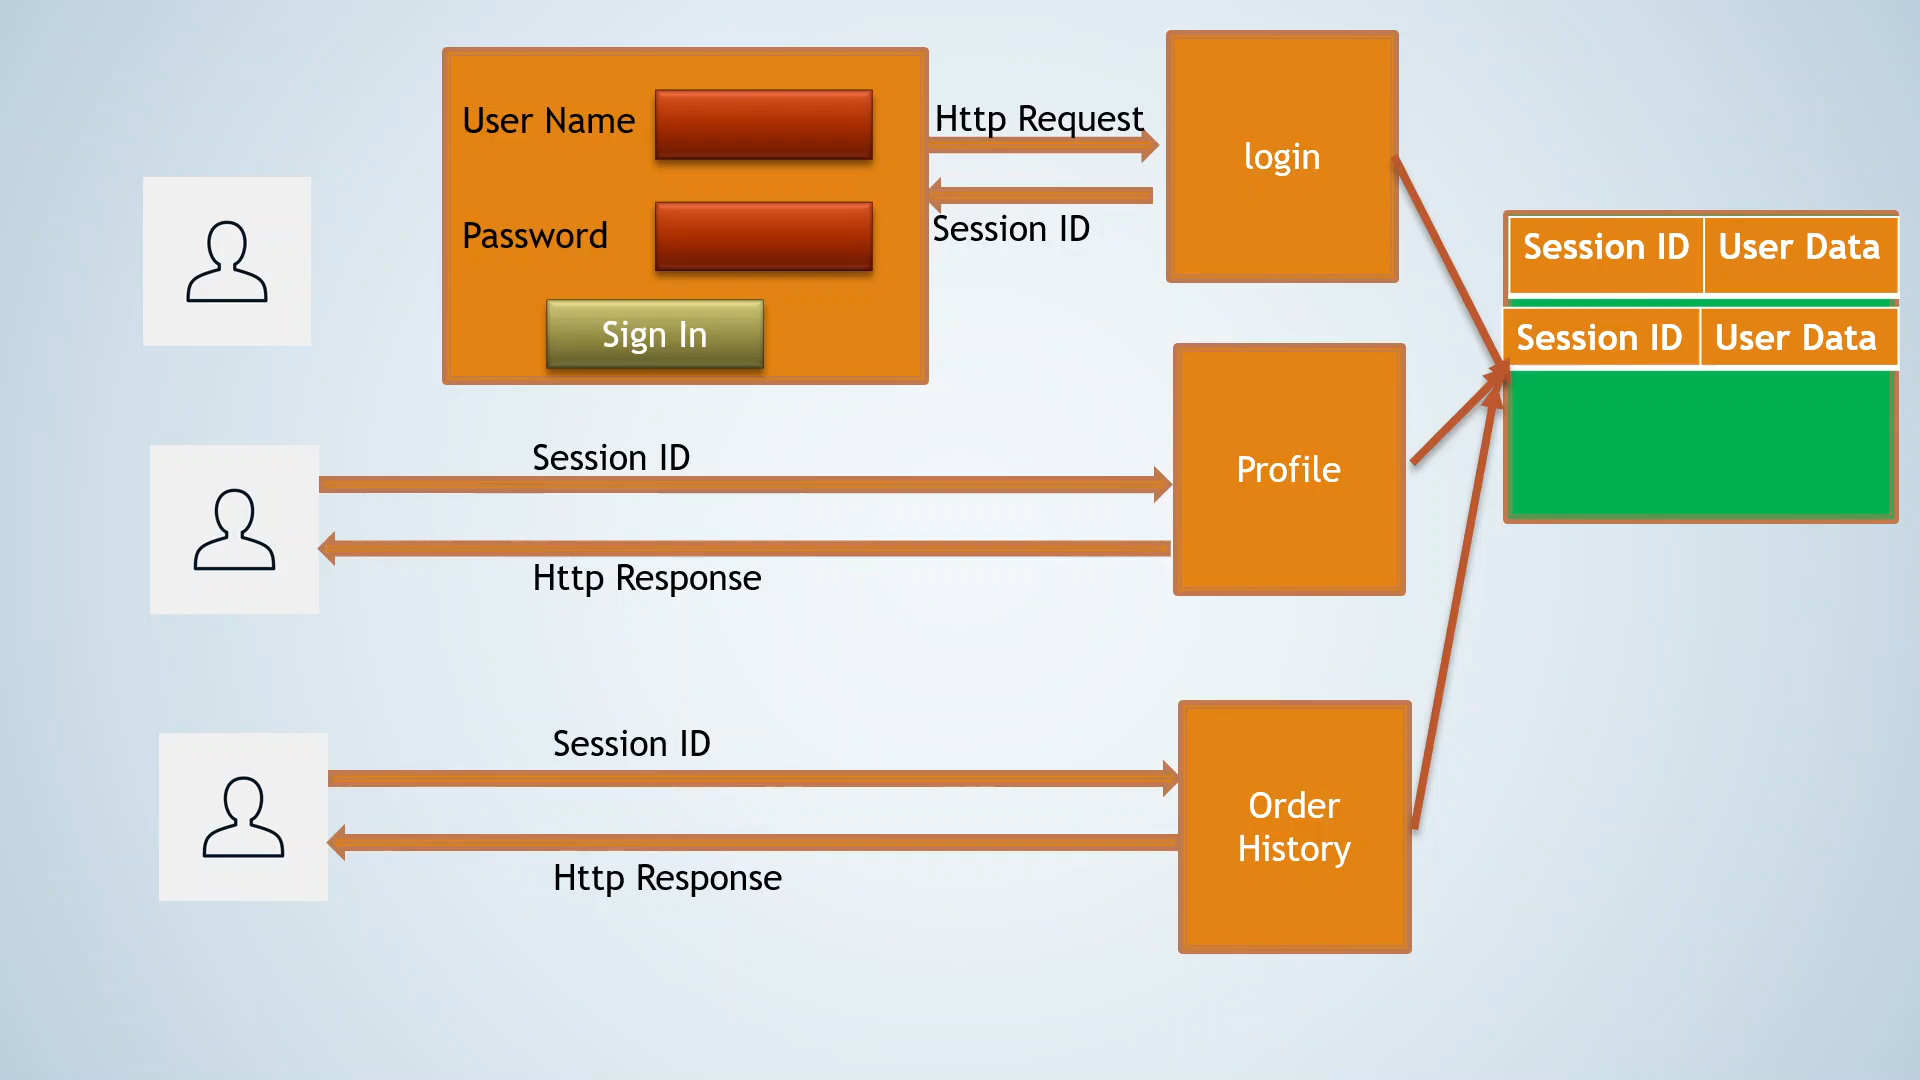 User Name
Http Request
login
Password
Session ID
Sign In
Session ID User Data
Session ID User Data
Session ID
Profile
Http Response
Session ID
Order
History
Http Response